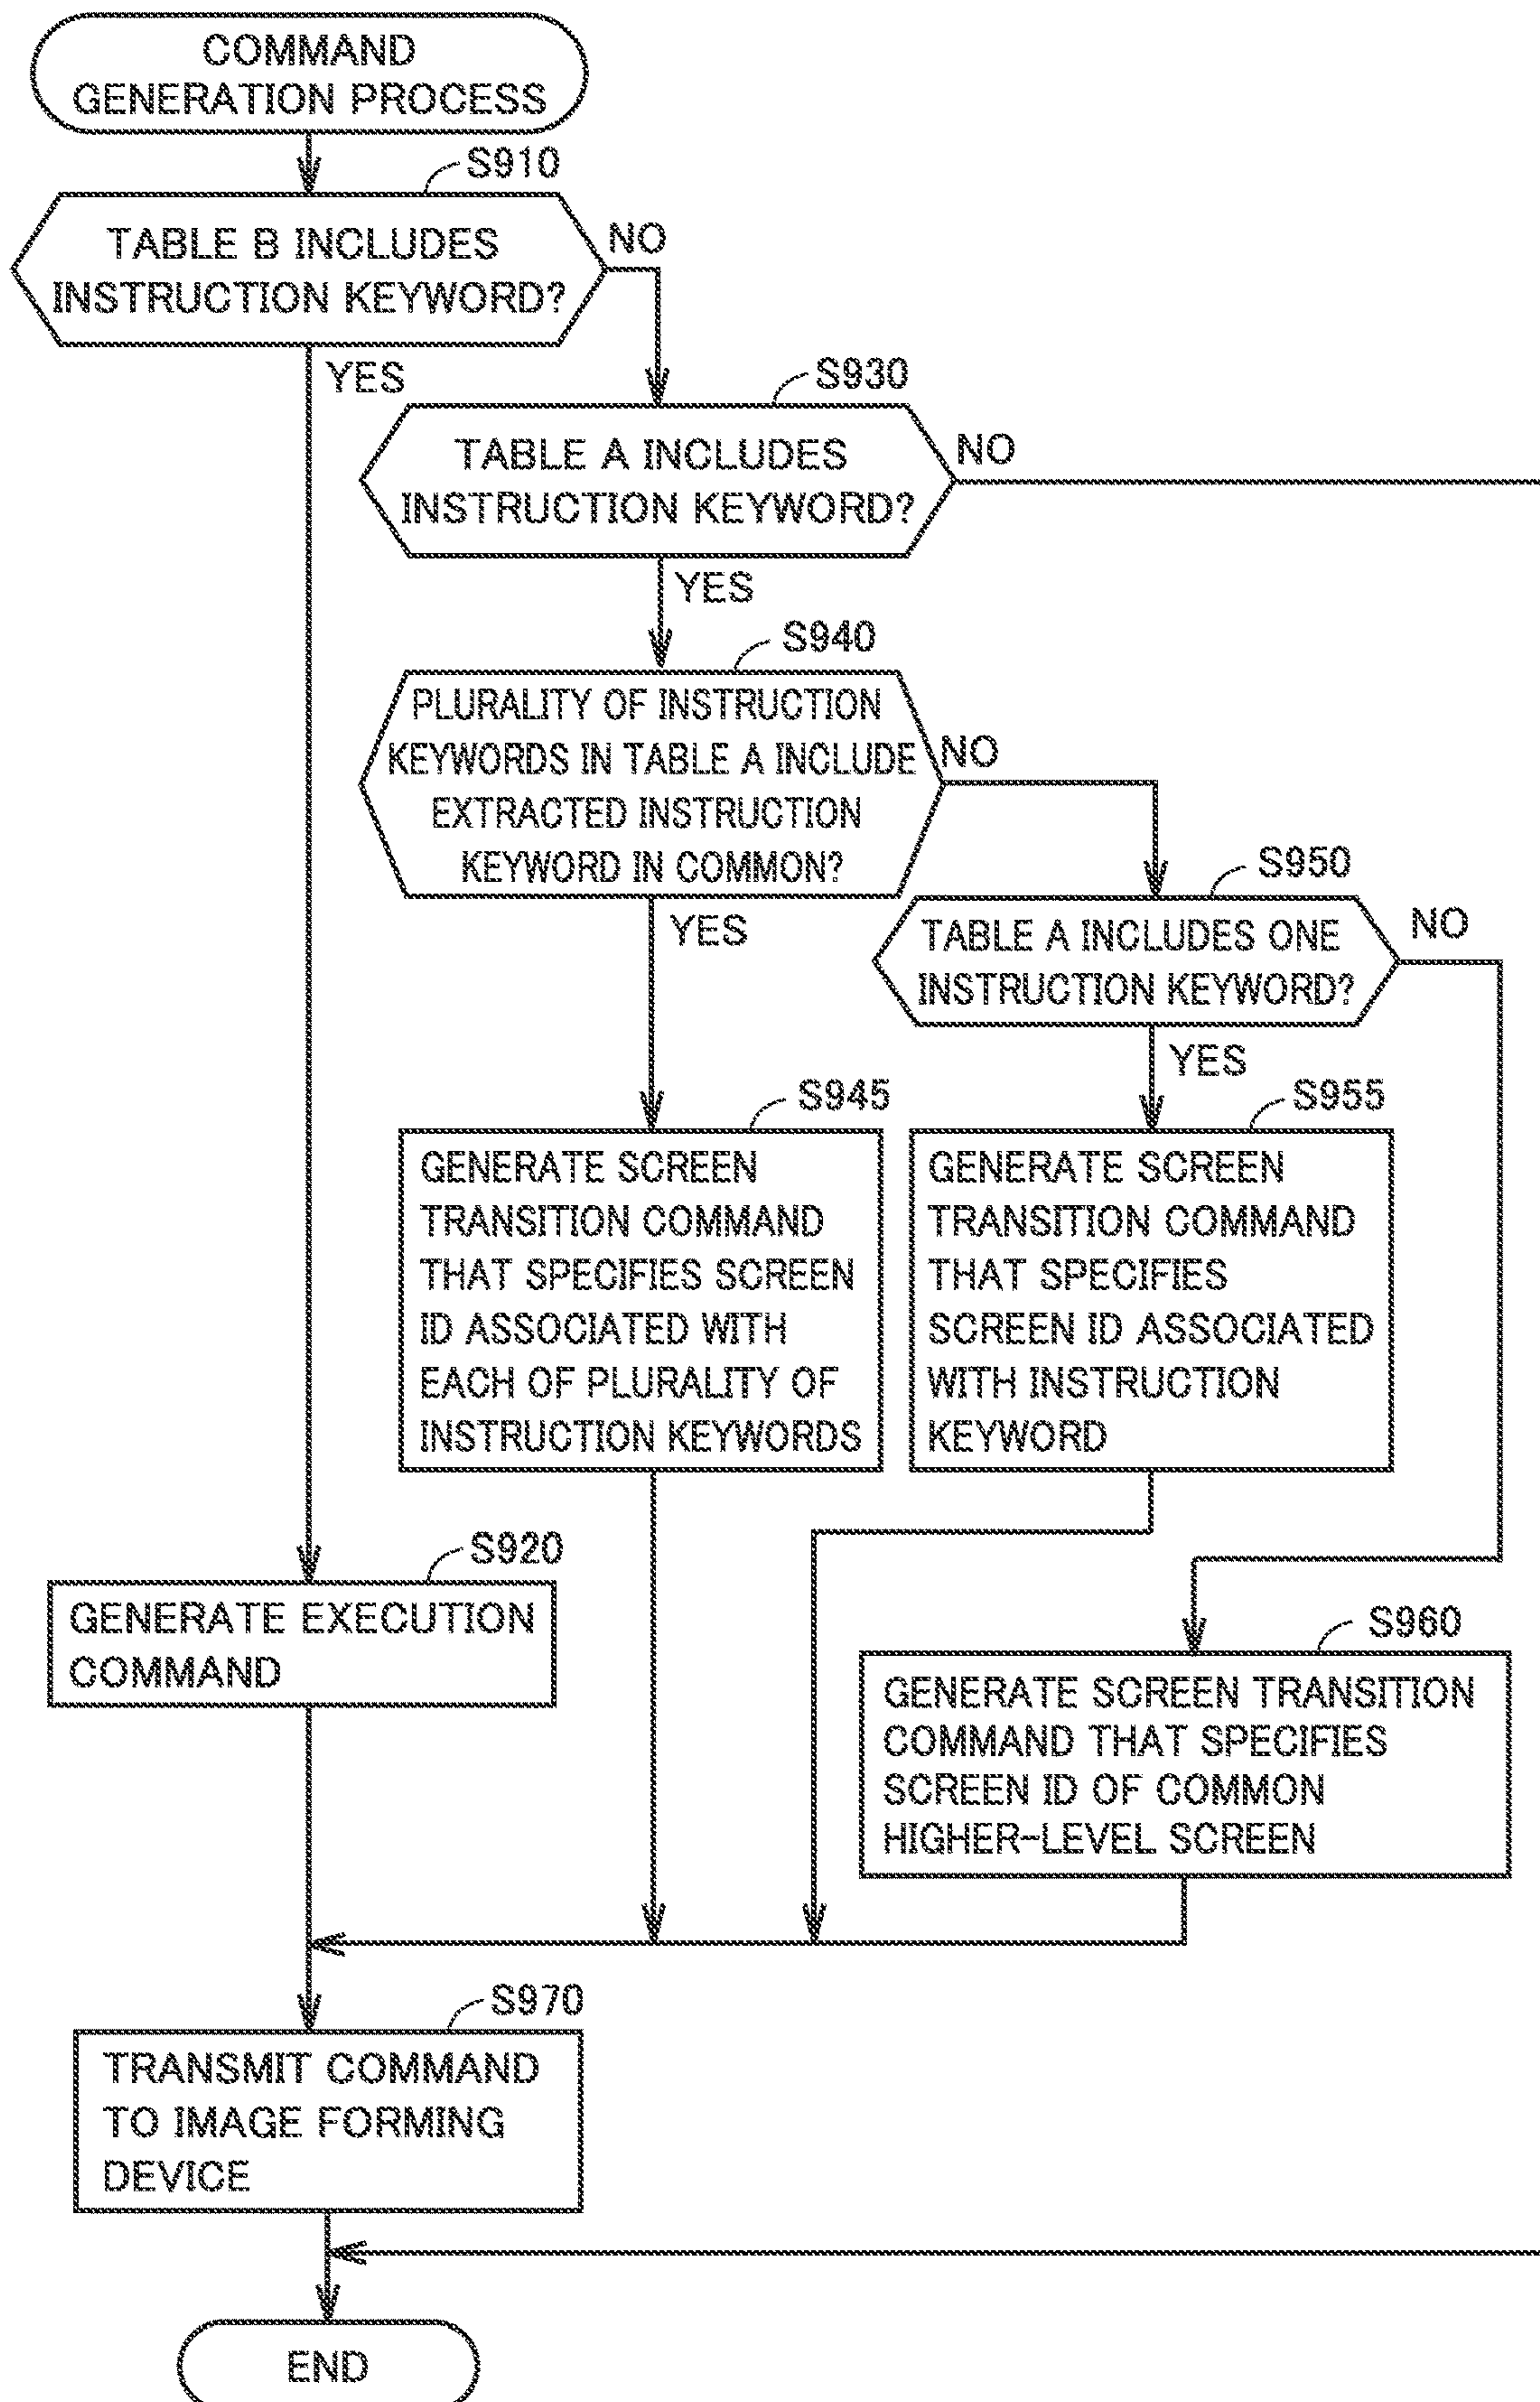 COMMAND
GENERATION PROCESS
S910
TABLE B INCLUDES
INSTRUCTION KEYWORD?
NO
YES
S930
TABLE A INCLUDES
INSTRUCTION KEYWORD?
NO
YES
S940
PLURALITY OF INSTRUCTION
KEYWORDS IN TABLE A INCLUDE
EXTRACTED INSTRUCTION
KEYWORD IN COMMON?
NO
YES
S950
TABLE A INCLUDES ONE
INSTRUCTION KEYWORD?
NO
YES
S945
GENERATE SCREEN
TRANSITION COMMAND
THAT SPECIFIES SCREEN
ID ASSOCIATED WITH
EACH OF PLURALITY OF
INSTRUCTION KEYWORDS
S955
GENERATE SCREEN
TRANSITION COMMAND
THAT SPECIFIES
SCREEN ID ASSOCIATED
WITH INSTRUCTION
KEYWORD
S920
GENERATE EXECUTION
COMMAND
S960
GENERATE SCREEN TRANSITION
COMMAND THAT SPECIFIES
SCREEN ID OF COMMON
HIGHER-LEVEL SCREEN
S970
TRANSMIT COMMAND
TO IMAGE FORMING
DEVICE
END